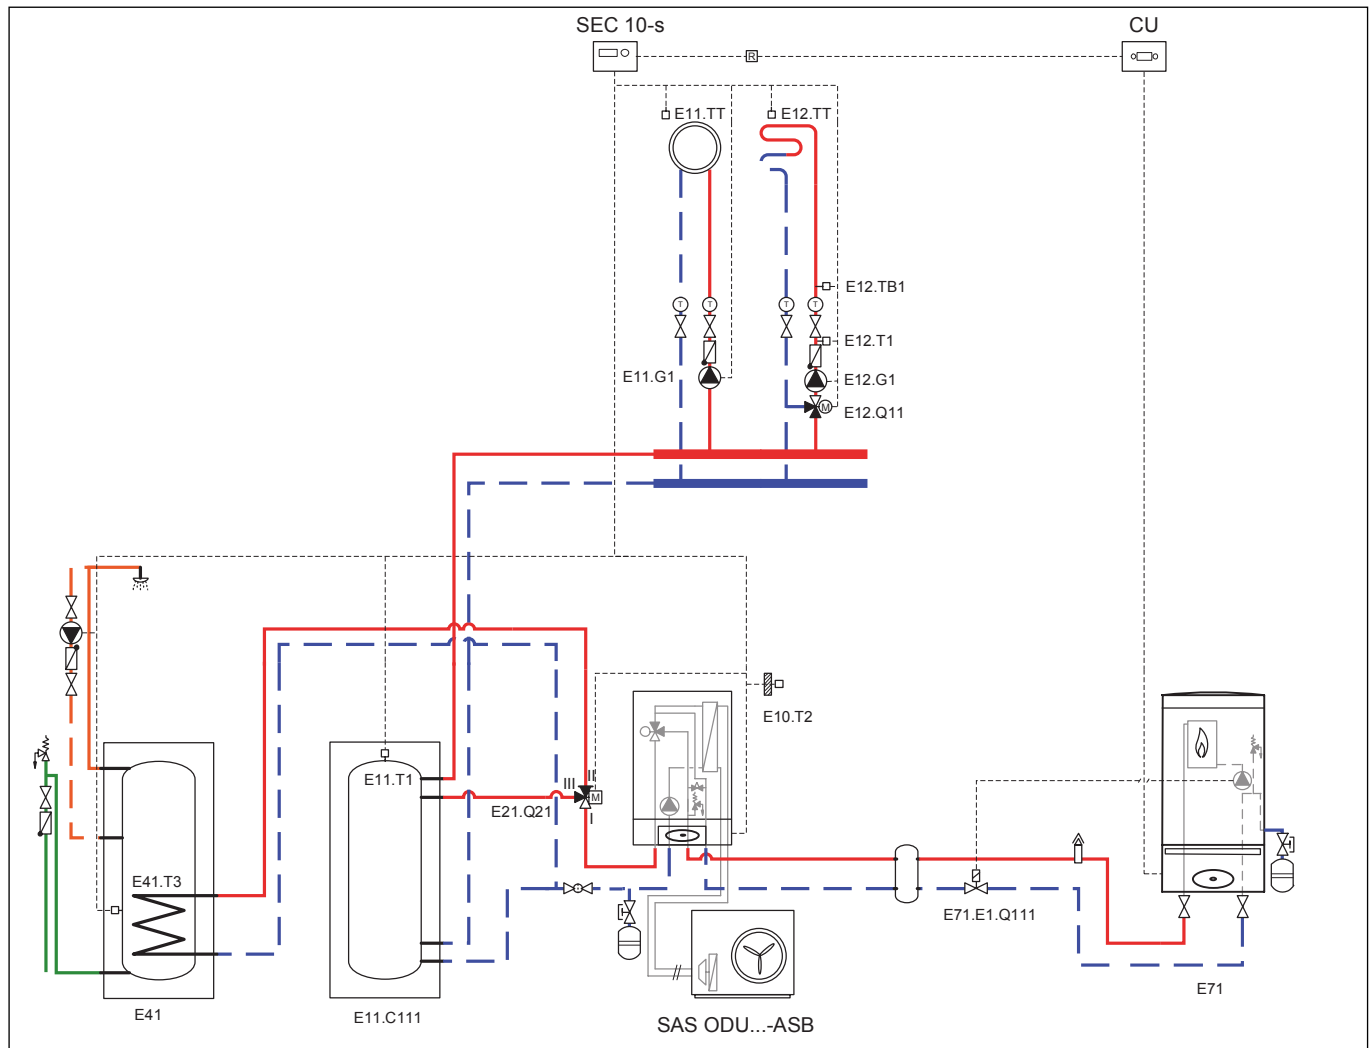 SEC 10-s
CU
R
E11.TT
E12.TT
E12.TB1
T
T
T
T
E12.T1
E11.G1
E12.G1
M
E12.Q11
E10.T2
E11.T1
III
II
M
E21.Q21
I
E41.T3
E71.E1.Q111
E71
E41
E11.C111
SAS ODU...-ASB